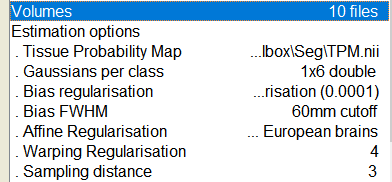 Volumes 10 files
Estimation options
. Tissue Probability Map ...lbox\Seg\TPM.nii
. Gaussians per class 1x6 double
. Bias regularisation ...risation (0.0001)
. Bias FWHM 60mm cutoff
. Affine Regularisation ... European brains
. Warping Regularisation 4
. Sampling distance 3